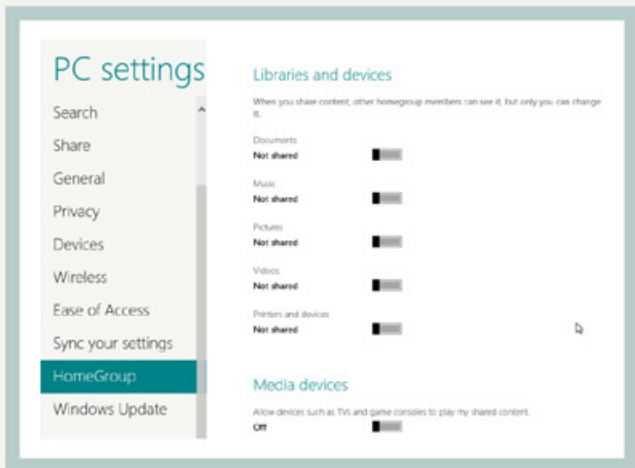 PC settings
Search
Share
General
Privacy
Devices
Wireless
Ease of Access
Sync your settings
HomeGroup
Windows Update
Libraries and devices
When you share content, other homegroup members can see it, but only you can change
it.
Documents
Not shared
Music
Not shared
Pictures
Not shared
Videos
Not shared
Printers and devices
Not shared
Media devices
Allow devices such as TVs and game consoles to play my shared content.
Off